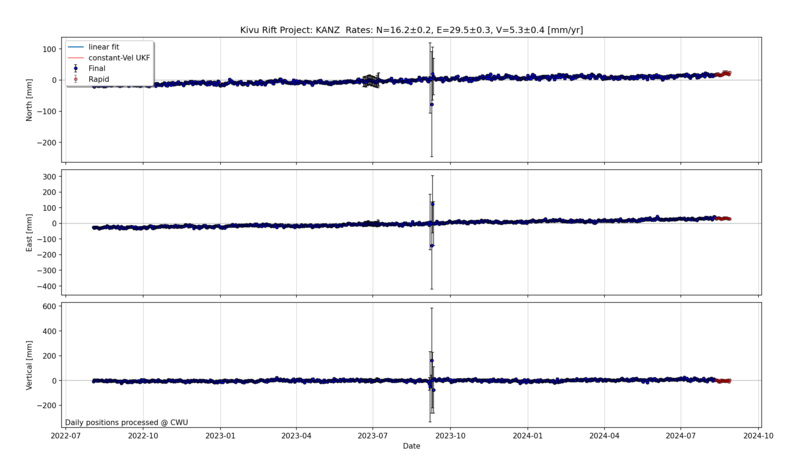 Kivu Rift Project: KANZ  Rates: N=16.2±0.2, E=29.5±0.3, V=5.3±0.4 [mm/yr]
linear fit
constant-Vel UKF
Final
Rapid
North [mm]
100
0
−100
−200
East [mm]
300
200
100
0
−100
−200
−300
−400
Vertical [mm]
600
400
200
0
−200
Daily positions processed @ CWU
2022-07 2022-10 2023-01 2023-04 2023-07 2023-10 2024-01 2024-04 2024-07 2024-10
Date